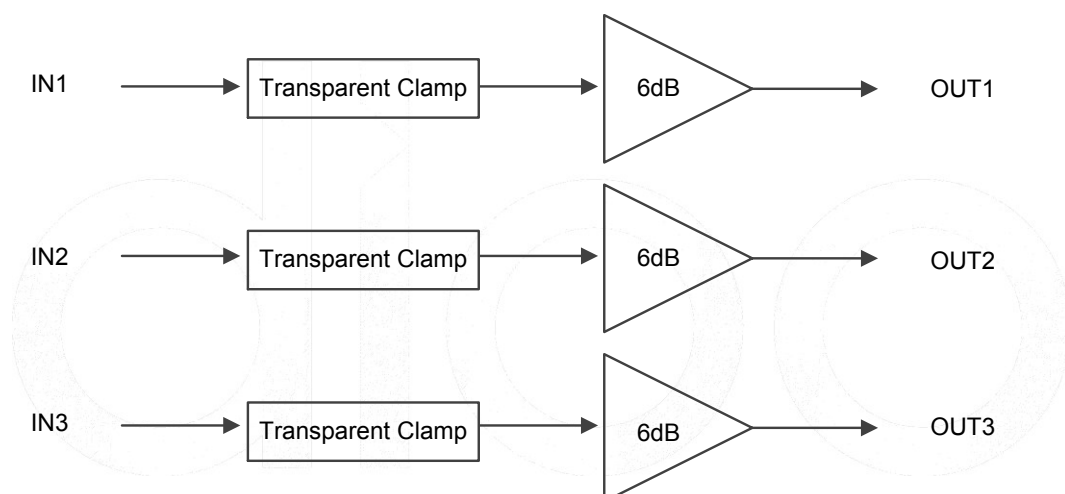 IN1 Transparent Clamp 6dB OUT1
IN2 Transparent Clamp 6dB OUT2
IN3 Transparent Clamp 6dB OUT3